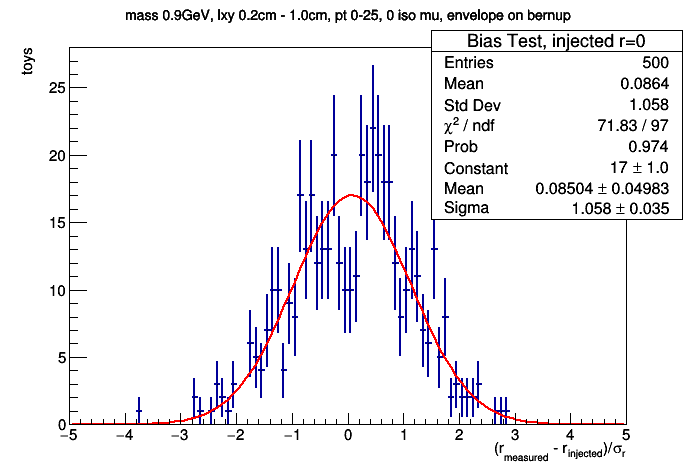 mass 0.9GeV, lxy 0.2cm - 1.0cm, pt 0-25, 0 iso mu, envelope on bernup
toys
Bias Test, injected r=0
Entries 500
Mean 0.0864
Std Dev 1.058
χ² / ndf 71.83 / 97
Prob 0.974
Constant 17 ± 1.0
Mean 0.08504 ± 0.04983
Sigma 1.058 ± 0.035
25
20
15
10
5
0
−5 −4 −3 −2 −1 0 1 2 3 4 5
(r_measured - r_injected)/σ_r